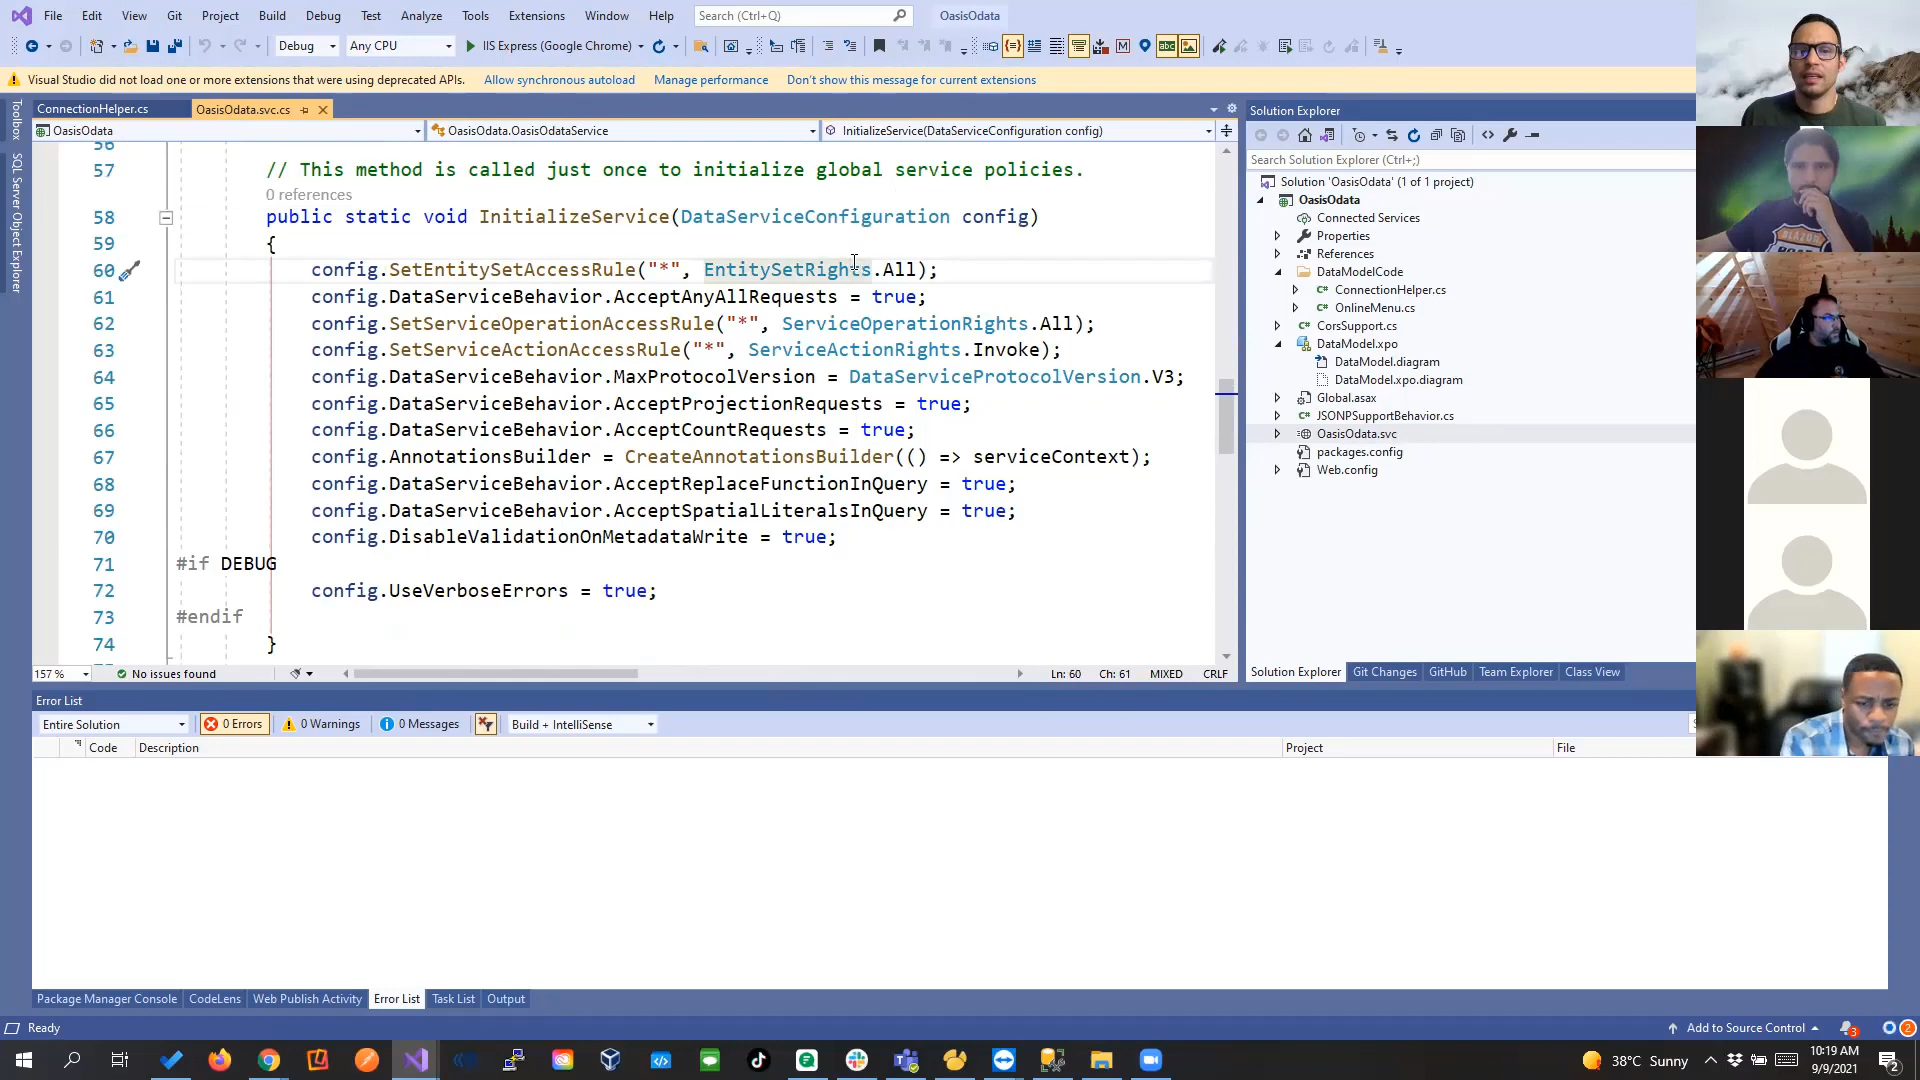 File Edit View Git Project Build Debug Test Analyze Tools Extensions Window Help Search (Ctrl+Q) OasisOdata
Debug Any CPU IIS Express (Google Chrome)
Visual Studio did not load one or more extensions that were using deprecated APIs. Allow synchronous autoload Manage performance Don't show this message for current extensions
Toolbox
SQL Server Object Explorer
ConnectionHelper.cs OasisOdata.svc.cs
OasisOdata OasisOdata.OasisOdataService InitializeService(DataServiceConfiguration config)
56
57 // This method is called just once to initialize global service policies.
0 references
58 public static void InitializeService(DataServiceConfiguration config)
59 {
60 config.SetEntitySetAccessRule("*", EntitySetRights.All);
61 config.DataServiceBehavior.AcceptAnyAllRequests = true;
62 config.SetServiceOperationAccessRule("*", ServiceOperationRights.All);
63 config.SetServiceActionAccessRule("*", ServiceActionRights.Invoke);
64 config.DataServiceBehavior.MaxProtocolVersion = DataServiceProtocolVersion.V3;
65 config.DataServiceBehavior.AcceptProjectionRequests = true;
66 config.DataServiceBehavior.AcceptCountRequests = true;
67 config.AnnotationsBuilder = CreateAnnotationsBuilder(() => serviceContext);
68 config.DataServiceBehavior.AcceptReplaceFunctionInQuery = true;
69 config.DataServiceBehavior.AcceptSpatialLiteralsInQuery = true;
70 config.DisableValidationOnMetadataWrite = true;
71 #if DEBUG
72 config.UseVerboseErrors = true;
73 #endif
74 }
157 % No issues found Ln: 60 Ch: 61 MIXED CRLF
Solution Explorer
Search Solution Explorer (Ctrl+;)
Solution 'OasisOdata' (1 of 1 project)
OasisOdata
Connected Services
Properties
References
DataModelCode
C# ConnectionHelper.cs
C# OnlineMenu.cs
C# CorsSupport.cs
DataModel.xpo
DataModel.diagram
DataModel.xpo.diagram
Global.asax
C# JSONPSupportBehavior.cs
OasisOdata.svc
packages.config
Web.config
Solution Explorer Git Changes GitHub Team Explorer Class View
Error List
Entire Solution 0 Errors 0 Warnings 0 Messages Build + IntelliSense
Code Description Project File
Package Manager Console CodeLens Web Publish Activity Error List Task List Output
Ready Add to Source Control 3 2
38°C Sunny 10:19 AM
9/9/2021 2